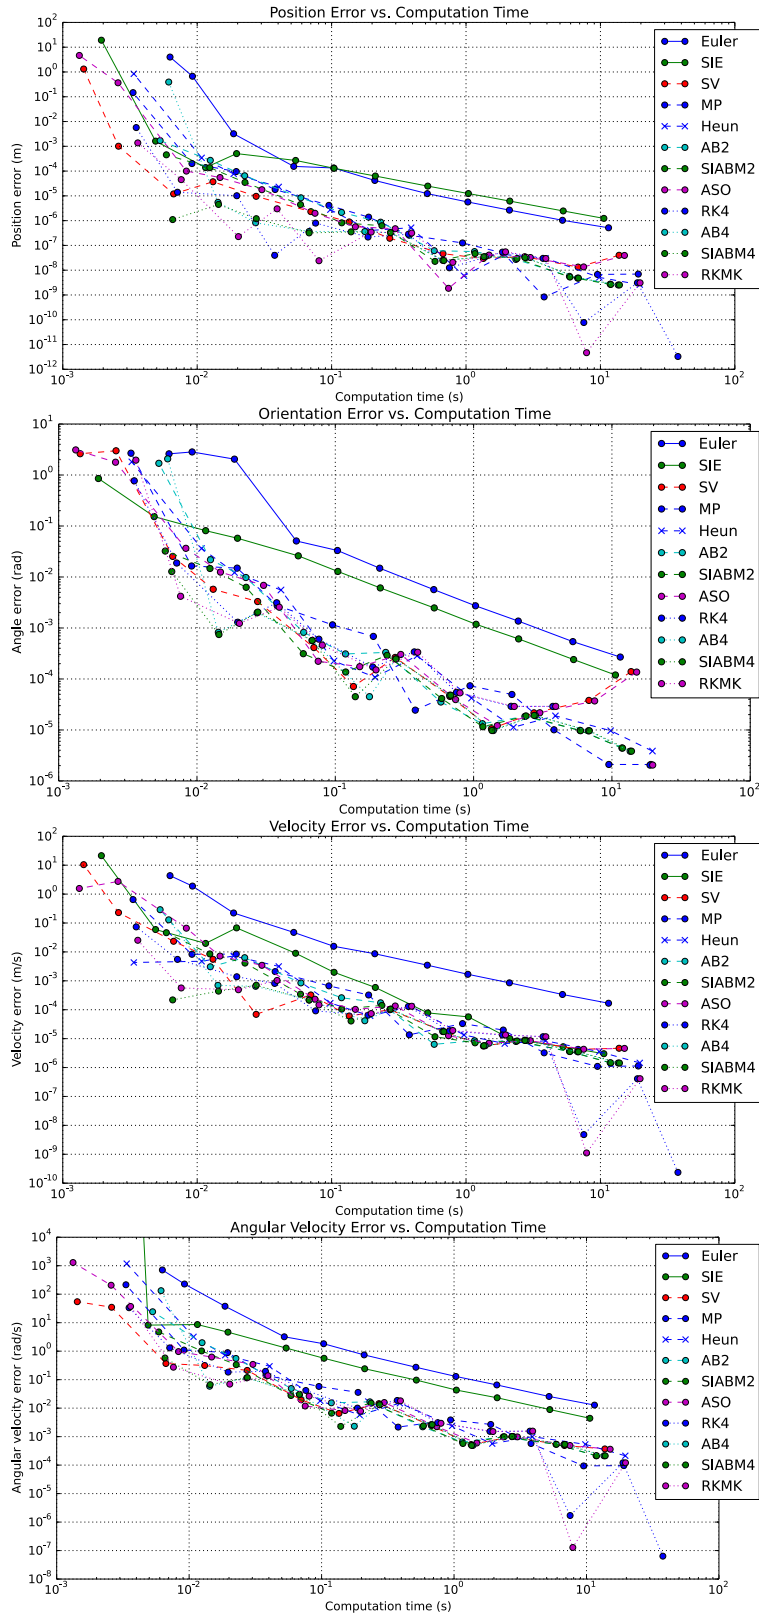 Position Error vs. Computation Time
Position error (m)
10^2
10^1
10^0
10^-1
10^-2
10^-3
10^-4
10^-5
10^-6
10^-7
10^-8
10^-9
10^-10
10^-11
10^-12
10^-3 10^-2 10^-1 10^0 10^1 10^2
Computation time (s)
Euler
SIE
SV
MP
Heun
AB2
SIABM2
ASO
RK4
AB4
SIABM4
RKMK
Orientation Error vs. Computation Time
Angle error (rad)
10^1
10^0
10^-1
10^-2
10^-3
10^-4
10^-5
10^-6
10^-3 10^-2 10^-1 10^0 10^1 10^2
Computation time (s)
Euler
SIE
SV
MP
Heun
AB2
SIABM2
ASO
RK4
AB4
SIABM4
RKMK
Velocity Error vs. Computation Time
Velocity error (m/s)
10^2
10^1
10^0
10^-1
10^-2
10^-3
10^-4
10^-5
10^-6
10^-7
10^-8
10^-9
10^-10
10^-3 10^-2 10^-1 10^0 10^1 10^2
Computation time (s)
Euler
SIE
SV
MP
Heun
AB2
SIABM2
ASO
RK4
AB4
SIABM4
RKMK
Angular Velocity Error vs. Computation Time
Angular velocity error (rad/s)
10^4
10^3
10^2
10^1
10^0
10^-1
10^-2
10^-3
10^-4
10^-5
10^-6
10^-7
10^-8
10^-3 10^-2 10^-1 10^0 10^1 10^2
Computation time (s)
Euler
SIE
SV
MP
Heun
AB2
SIABM2
ASO
RK4
AB4
SIABM4
RKMK